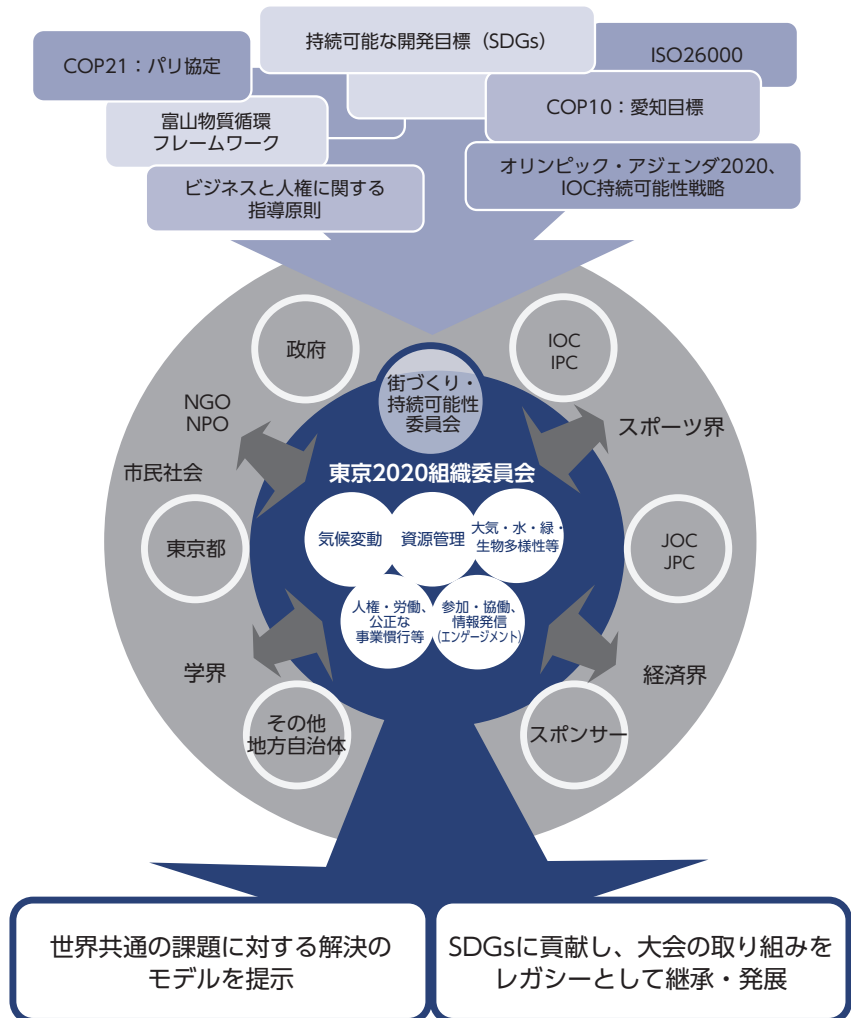 持続可能な開発目標（SDGs）
COP21：パリ協定
ISO26000
富山物質循環
フレームワーク
COP10：愛知目標
ビジネスと人権に関する
指導原則
オリンピック・アジェンダ2020、
IOC持続可能性戦略
政府
IOC
IPC
街づくり・
持続可能性
委員会
NGO
NPO
スポーツ界
市民社会
東京2020組織委員会
東京都
気候変動
資源管理
大気・水・緑・
生物多様性等
JOC
JPC
人権・労働、
公正な
事業慣行等
参加・協働、
情報発信
(エンゲージメント)
学界
経済界
その他
地方自治体
スポンサー
世界共通の課題に対する解決の
モデルを提示
SDGsに貢献し、大会の取り組みを
レガシーとして継承・発展